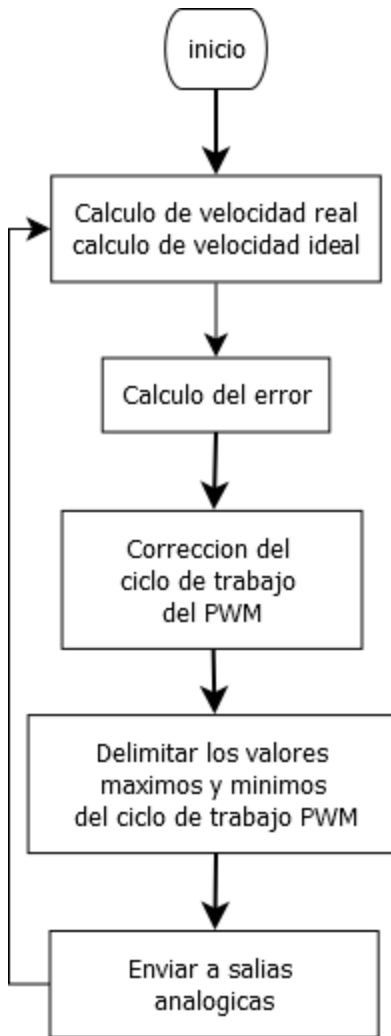 inicio
Calculo de velocidad real
calculo de velocidad ideal
Calculo del error
Correccion del
ciclo de trabajo
del PWM
Delimitar los valores
maximos y minimos
del ciclo de trabajo PWM
Enviar a salias
analogicas